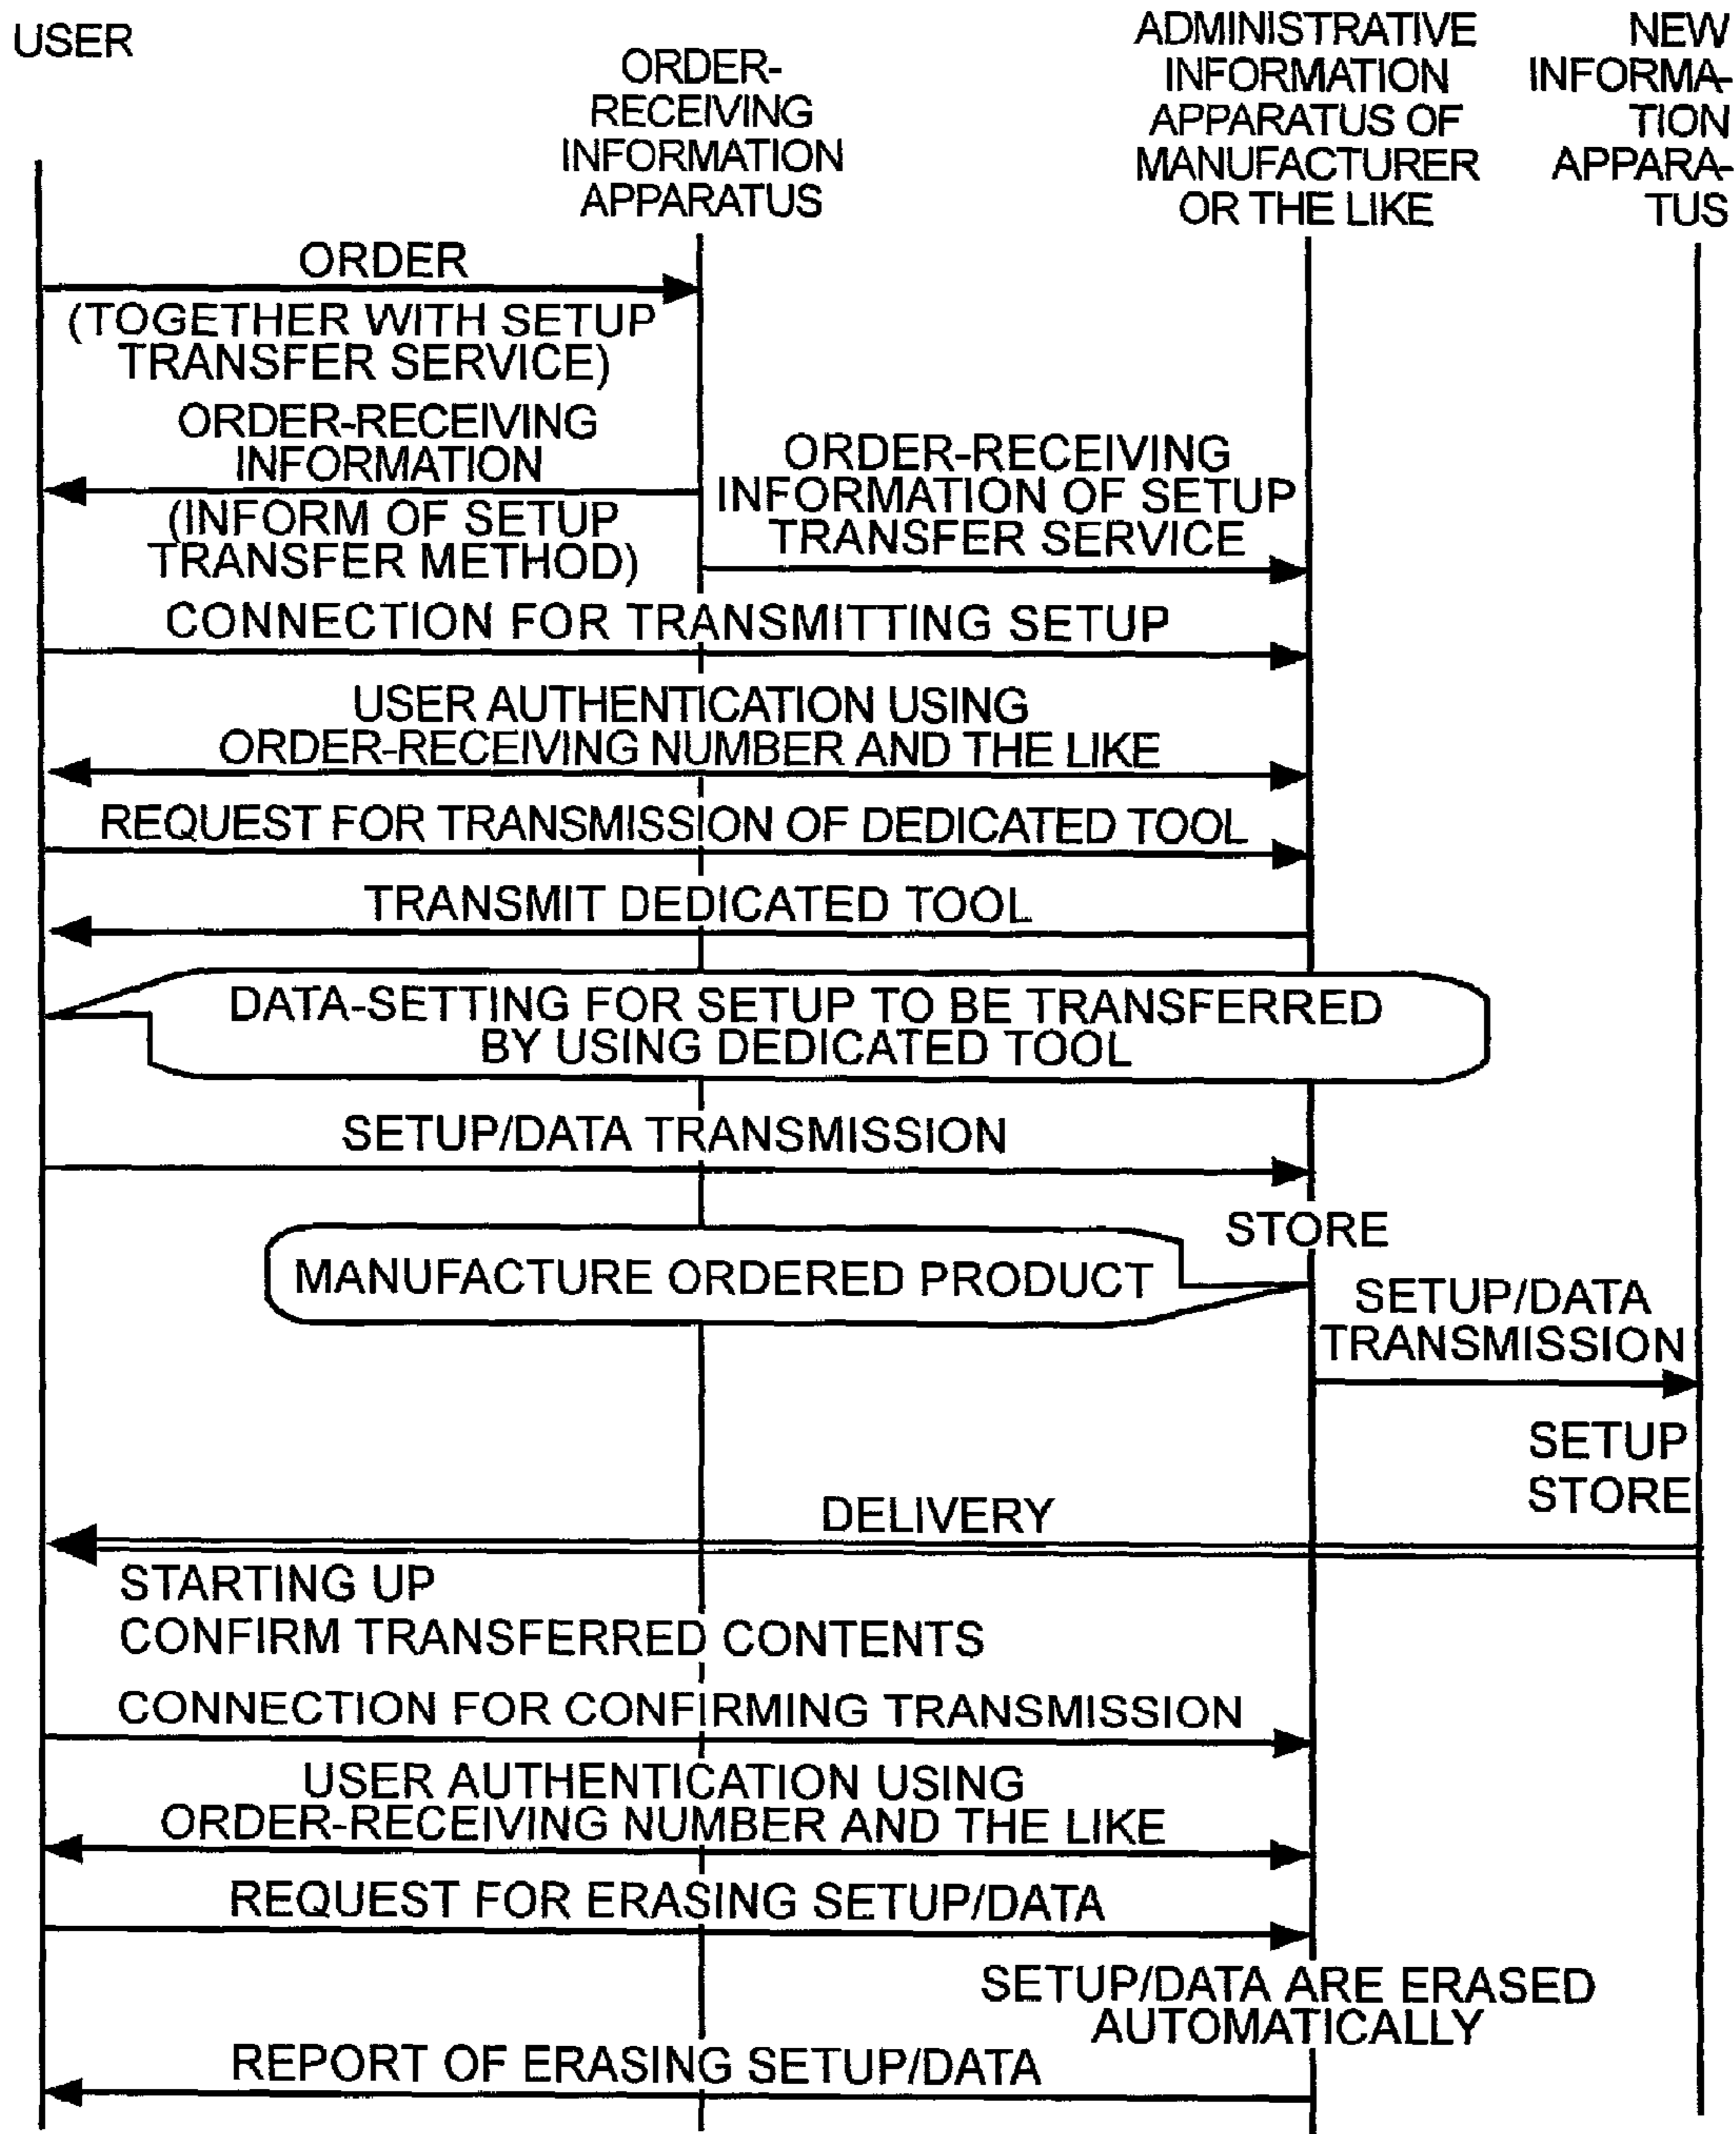 USER
ORDER-
RECEIVING
INFORMATION
APPARATUS
ADMINISTRATIVE
INFORMATION
APPARATUS OF
MANUFACTURER
OR THE LIKE
NEW
INFORMA-
TION
APPARA-
TUS
ORDER
(TOGETHER WITH SETUP
TRANSFER SERVICE)
ORDER-RECEIVING
INFORMATION
(INFORM OF SETUP
TRANSFER METHOD)
ORDER-RECEIVING
INFORMATION OF SETUP
TRANSFER SERVICE
CONNECTION FOR TRANSMITTING SETUP
USER AUTHENTICATION USING
ORDER-RECEIVING NUMBER AND THE LIKE
REQUEST FOR TRANSMISSION OF DEDICATED TOOL
TRANSMIT DEDICATED TOOL
DATA-SETTING FOR SETUP TO BE TRANSFERRED
BY USING DEDICATED TOOL
SETUP/DATA TRANSMISSION
STORE
MANUFACTURE ORDERED PRODUCT
SETUP/DATA
TRANSMISSION
SETUP
STORE
DELIVERY
STARTING UP
CONFIRM TRANSFERRED CONTENTS
CONNECTION FOR CONFIRMING TRANSMISSION
USER AUTHENTICATION USING
ORDER-RECEIVING NUMBER AND THE LIKE
REQUEST FOR ERASING SETUP/DATA
SETUP/DATA ARE ERASED
AUTOMATICALLY
REPORT OF ERASING SETUP/DATA